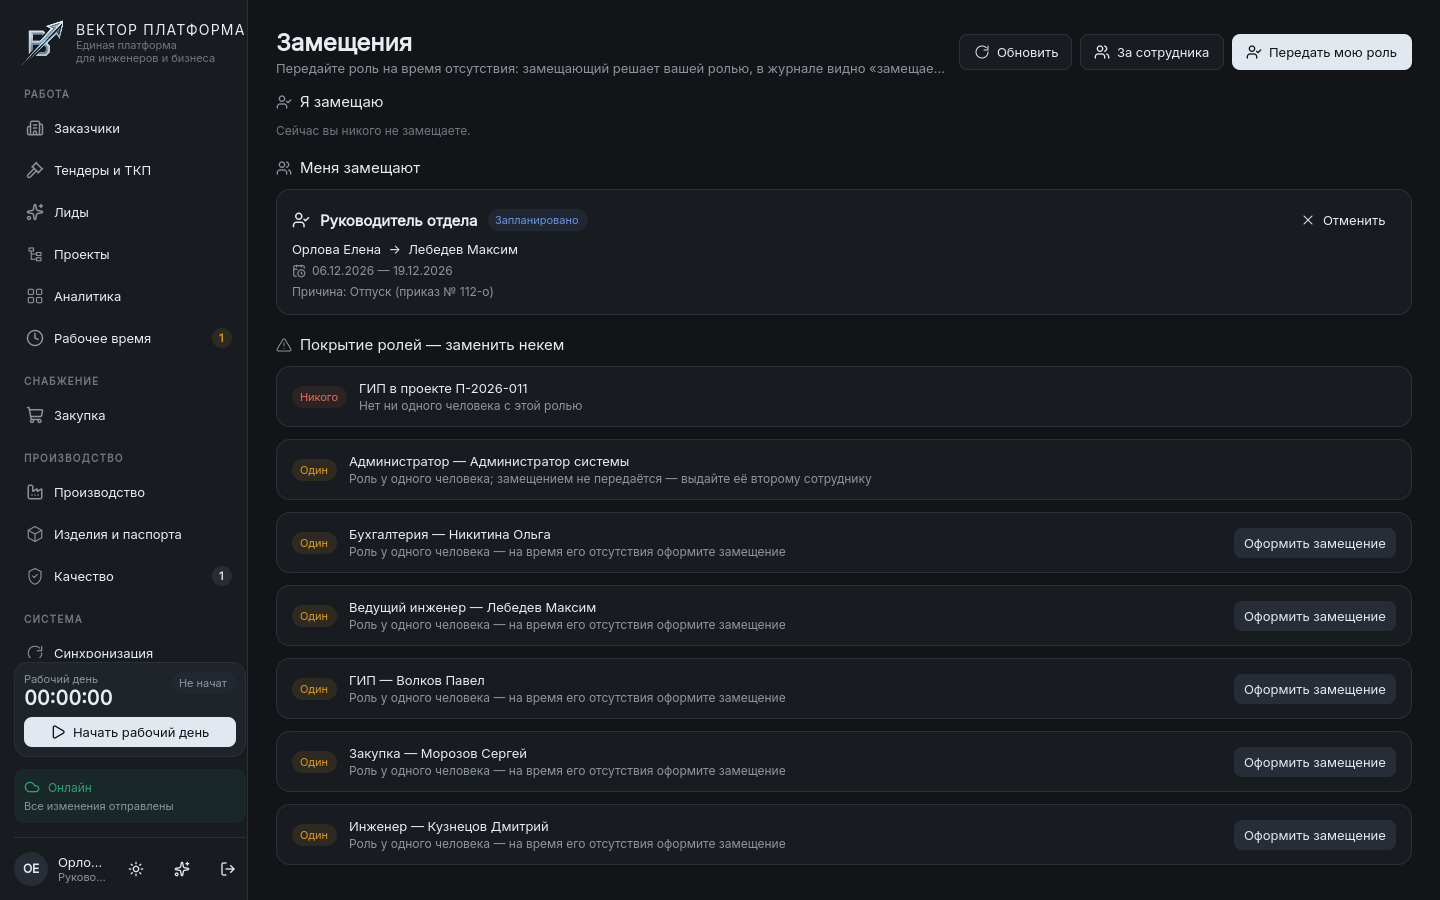 ВЕКТОР ПЛАТФОРМА
Единая платформа
для инженеров и бизнеса
РАБОТА
Заказчики
Тендеры и ТКП
Лиды
Проекты
Аналитика
Рабочее время 1
СНАБЖЕНИЕ
Закупка
ПРОИЗВОДСТВО
Производство
Изделия и паспорта
Качество 1
СИСТЕМА
Синхронизация
Рабочий день
Не начат
00:00:00
Начать рабочий день
Онлайн
Все изменения отправлены
ОЕ
Орло...
Руково...
Замещения
Передайте роль на время отсутствия: замещающий решает вашей ролью, в журнале видно «замещае...
Обновить
За сотрудника
Передать мою роль
Я замещаю
Сейчас вы никого не замещаете.
Меня замещают
Руководитель отдела Запланировано
Отменить
Орлова Елена → Лебедев Максим
06.12.2026 — 19.12.2026
Причина: Отпуск (приказ № 112-о)
Покрытие ролей — заменить некем
Никого
ГИП в проекте П-2026-011
Нет ни одного человека с этой ролью
Один
Администратор — Администратор системы
Роль у одного человека; замещением не передаётся — выдайте её второму сотруднику
Один
Бухгалтерия — Никитина Ольга
Роль у одного человека — на время его отсутствия оформите замещение
Оформить замещение
Один
Ведущий инженер — Лебедев Максим
Роль у одного человека — на время его отсутствия оформите замещение
Оформить замещение
Один
ГИП — Волков Павел
Роль у одного человека — на время его отсутствия оформите замещение
Оформить замещение
Один
Закупка — Морозов Сергей
Роль у одного человека — на время его отсутствия оформите замещение
Оформить замещение
Один
Инженер — Кузнецов Дмитрий
Роль у одного человека — на время его отсутствия оформите замещение
Оформить замещение